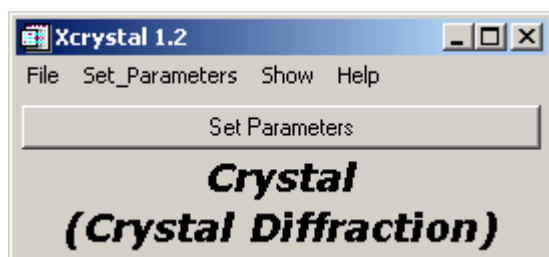 Xcrystal 1.2
File Set_Parameters Show Help
Set Parameters
Crystal
(Crystal Diffraction)